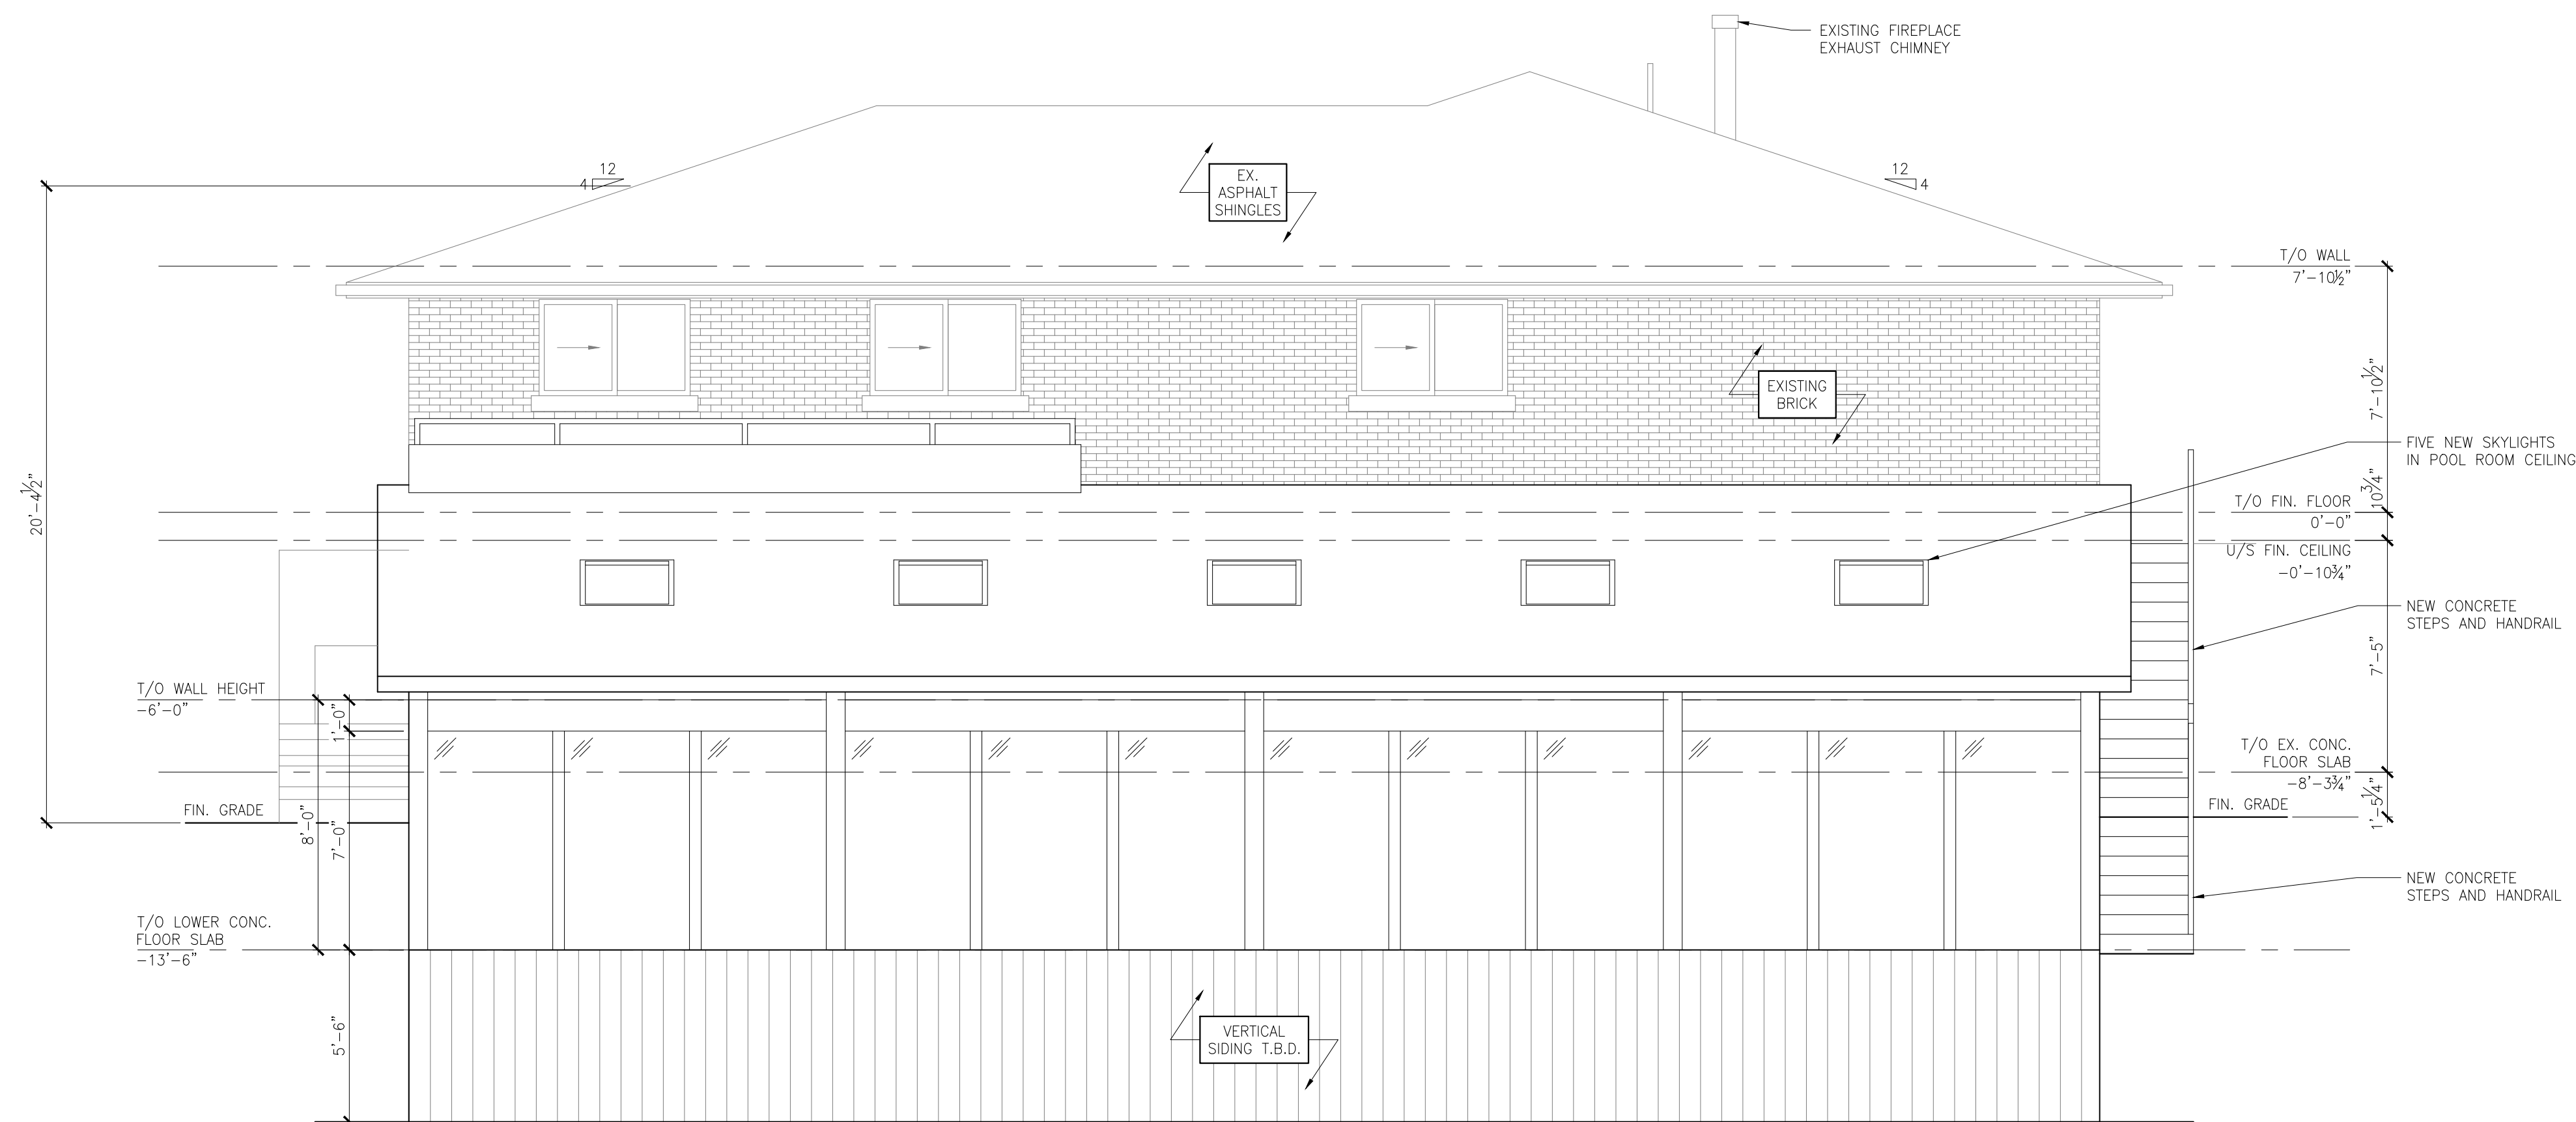 EXISTING FIREPLACE
EXHAUST CHIMNEY
12
4
12
4
EX.
ASPHALT
SHINGLES
T/O WALL
7'-10½"
7'-10½"
EXISTING
BRICK
FIVE NEW SKYLIGHTS
IN POOL ROOM CEILING
20'-4½"
10¾"
T/O FIN. FLOOR
0'-0"
U/S FIN. CEILING
-0'-10¾"
NEW CONCRETE
STEPS AND HANDRAIL
7'-5"
T/O WALL HEIGHT
-6'-0"
1'-0"
T/O EX. CONC.
FLOOR SLAB
-8'-3¾"
FIN. GRADE
FIN. GRADE
1'-5¼"
8'-0"
7'-0"
NEW CONCRETE
STEPS AND HANDRAIL
T/O LOWER CONC.
FLOOR SLAB
-13'-6"
5'-6"
VERTICAL
SIDING T.B.D.